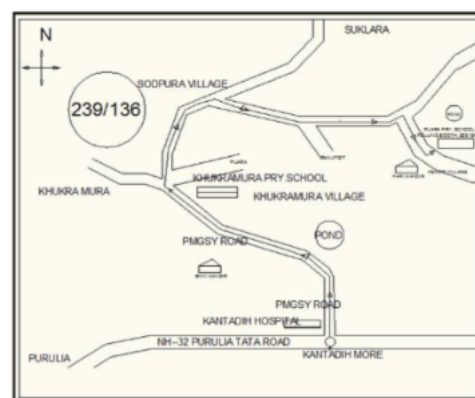 SUKLARA
N
SODPURA VILLAGE
239/136
POND
KHUKRAMURA PRY SCHOOL
KHUKRA MURA
KHUKRAMURA VILLAGE
PMGSY ROAD
POND
PMGSY ROAD
KANTADIH HOSPITAL
NH-32 PURULIA TATA ROAD
PURULIA
KANTADIH MORE